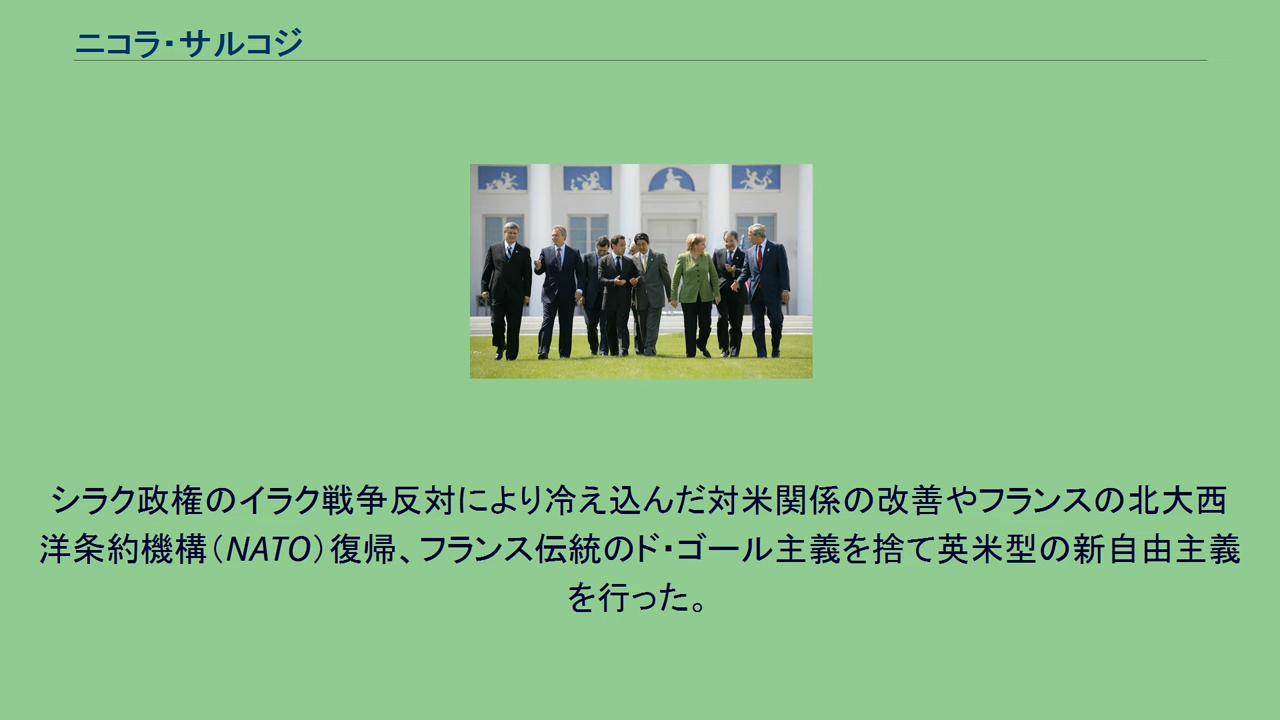 ニコラ・サルコジ
シラク政権のイラク戦争反対により冷え込んだ対米関係の改善やフランスの北大西
洋条約機構（NATO）復帰、フランス伝統のド・ゴール主義を捨て英米型の新自由主義
を行った。